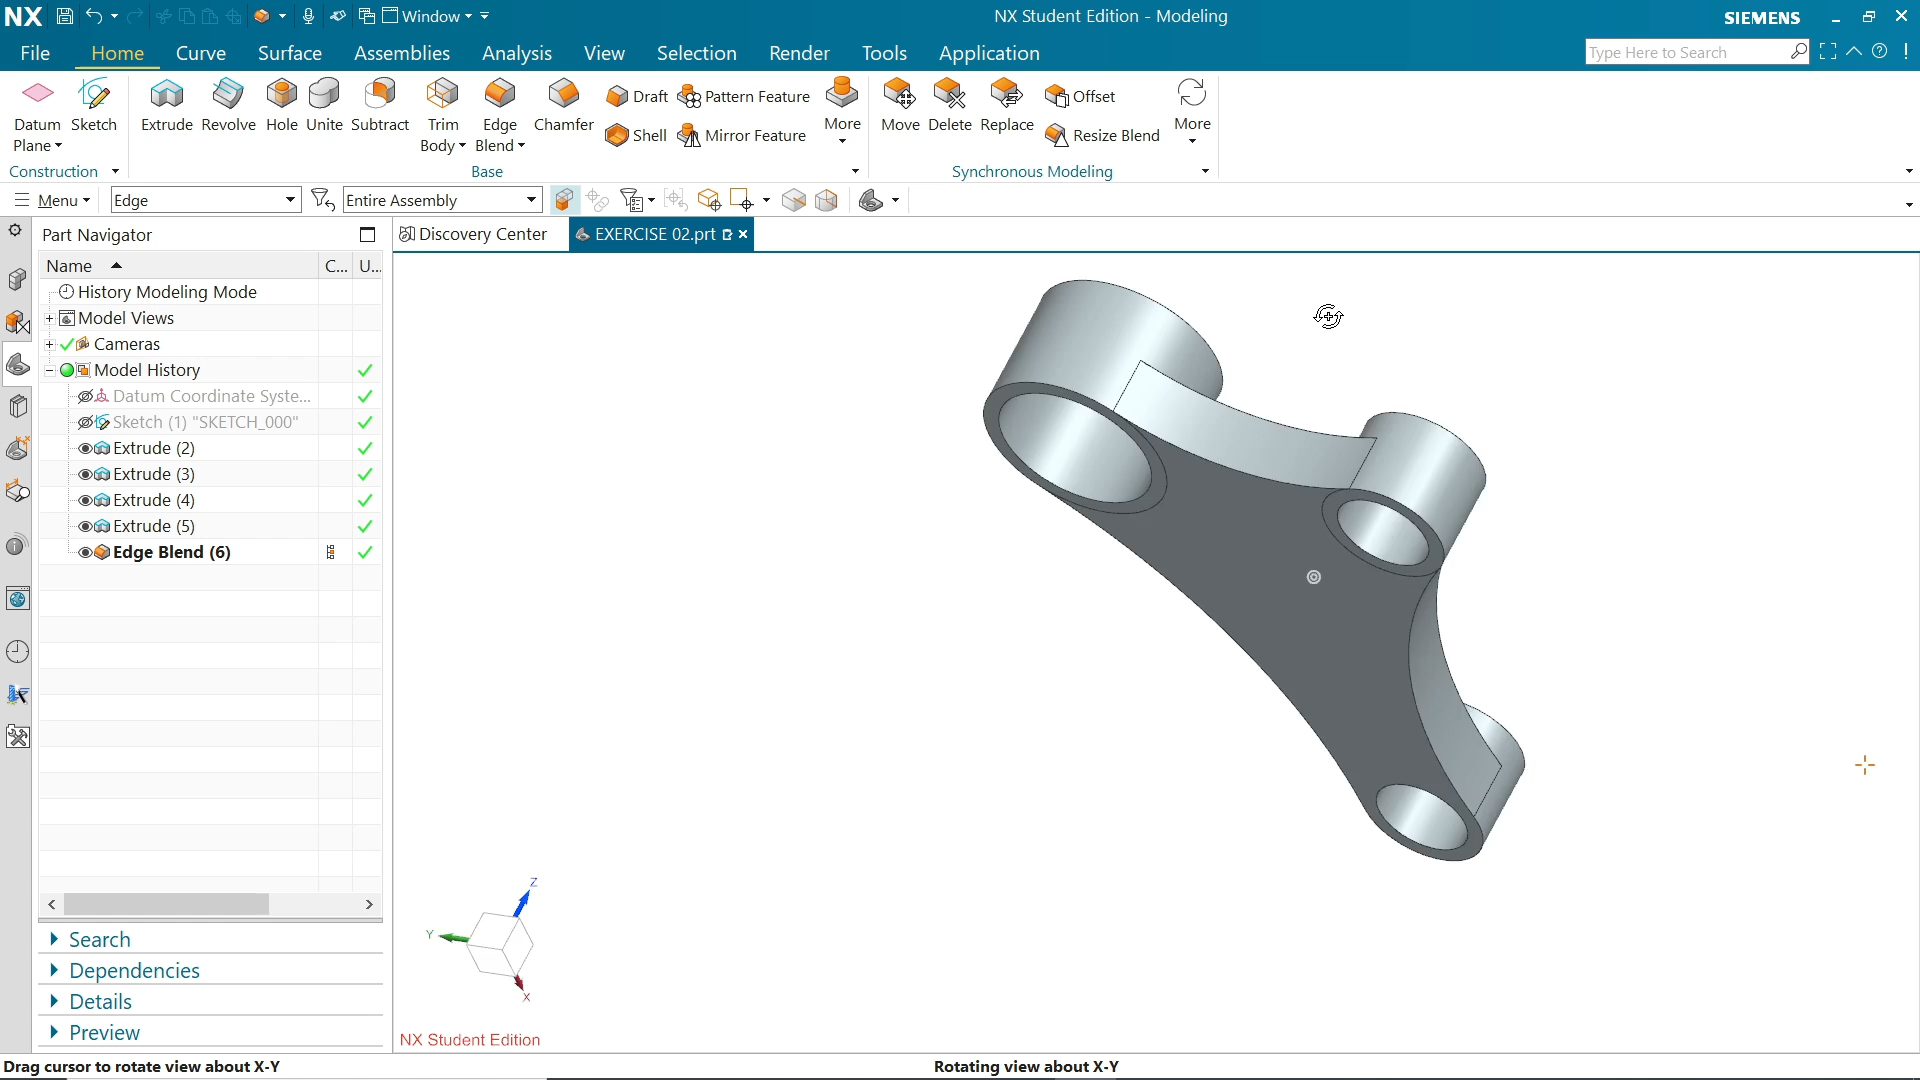 NX Window NX Student Edition - Modeling SIEMENS
File Home Curve Surface Assemblies Analysis View Selection Render Tools Application Type Here to Search
Datum Plane Sketch Extrude Revolve Hole Unite Subtract Trim Body Edge Blend Chamfer Draft Shell Pattern Feature Mirror Feature More Move Delete Replace Offset Resize Blend More
Construction Base Synchronous Modeling
Menu Edge Entire Assembly
Part Navigator Discovery Center EXERCISE 02.prt
Name C... U...
History Modeling Mode
Model Views
Cameras
Model History
Datum Coordinate Syste...
Sketch (1) "SKETCH_000"
Extrude (2)
Extrude (3)
Extrude (4)
Extrude (5)
Edge Blend (6)
Z
Y
X
Search
Dependencies
Details
Preview
NX Student Edition
Drag cursor to rotate view about X-Y Rotating view about X-Y